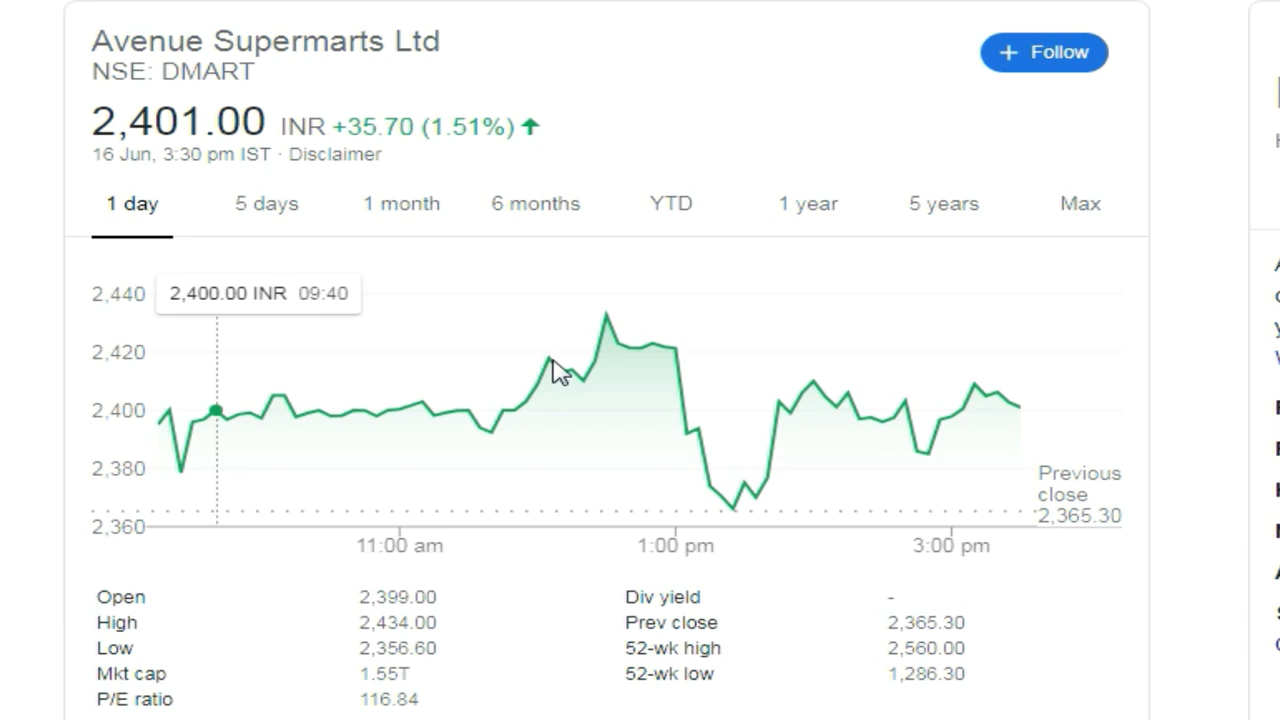 Avenue Supermarts Ltd
NSE: DMART
+ Follow
2,401.00 INR +35.70 (1.51%)
16 Jun, 3:30 pm IST · Disclaimer
1 day 5 days 1 month 6 months YTD 1 year 5 years Max
2,440 2,400.00 INR 09:40
2,420
2,400
2,380
2,360
Previous
close
2,365.30
11:00 am 1:00 pm 3:00 pm
Open 2,399.00 Div yield -
High 2,434.00 Prev close 2,365.30
Low 2,356.60 52-wk high 2,560.00
Mkt cap 1.55T 52-wk low 1,286.30
P/E ratio 116.84